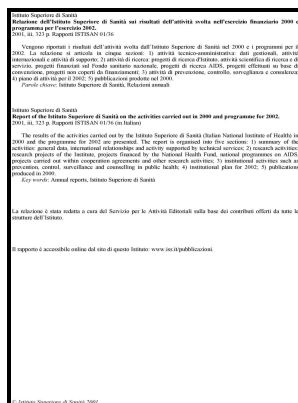 Istituto Superiore di Sanità
Relazione dell'Istituto Superiore di Sanità sui risultati dell'attività svolta nell'esercizio finanziario 2000 e
programma per l'esercizio 2002.
2001, iii, 323 p. Rapporti ISTISAN 01/36
Vengono riportati i risultati dell'attività svolta dall'Istituto Superiore di Sanità nel 2000 e i programmi per il
2002. La relazione si articola in cinque sezioni: 1) attività tecnico-amministrativa: dati gestionali, attività
internazionali e attività di supporto; 2) attività di ricerca: progetti di ricerca d'Istituto, attività scientifica di ricerca e di
servizio, progetti finanziati sul Fondo sanitario nazionale, progetti di ricerca AIDS, progetti effettuati su base di
convenzione, progetti non coperti da finanziamenti; 3) attività di prevenzione, controllo, sorveglianza e consulenza;
4) piano di attività per il 2002; 5) pubblicazioni prodotte nel 2000.
Parole chiave: Istituto Superiore di Sanità, Relazioni annuali
Istituto Superiore di Sanità
Report of the Istituto Superiore di Sanità on the activities carried out in 2000 and programme for 2002.
2001, iii, 323 p. Rapporti ISTISAN 01/36 (in Italian)
The results of the activities carried out by the Istituto Superiore di Sanità (Italian National Institute of Health) in
2000 and the programme for 2002 are presented. The report is organised into five sections: 1) summary of the
activities: general data, international relationships and activity supported by technical services; 2) research activities:
research projects of the Institute, projects financed by the National Health Fund, national programmes on AIDS,
projects carried out within cooperation agreements and other research activities; 3) institutional activities such as
prevention, control, surveillance and counselling in public health; 4) institutional plan for 2002; 5) publications
produced in 2000.
Key words: Annual reports, Istituto Superiore di Sanità
La relazione è stata redatta a cura del Servizio per le Attività Editoriali sulla base dei contributi offerti da tutte le
strutture dell'Istituto.
Il rapporto è accessibile online dal sito di questo Istituto: www.iss.it/pubblicazioni.
© Istituto Superiore di Sanità 2001